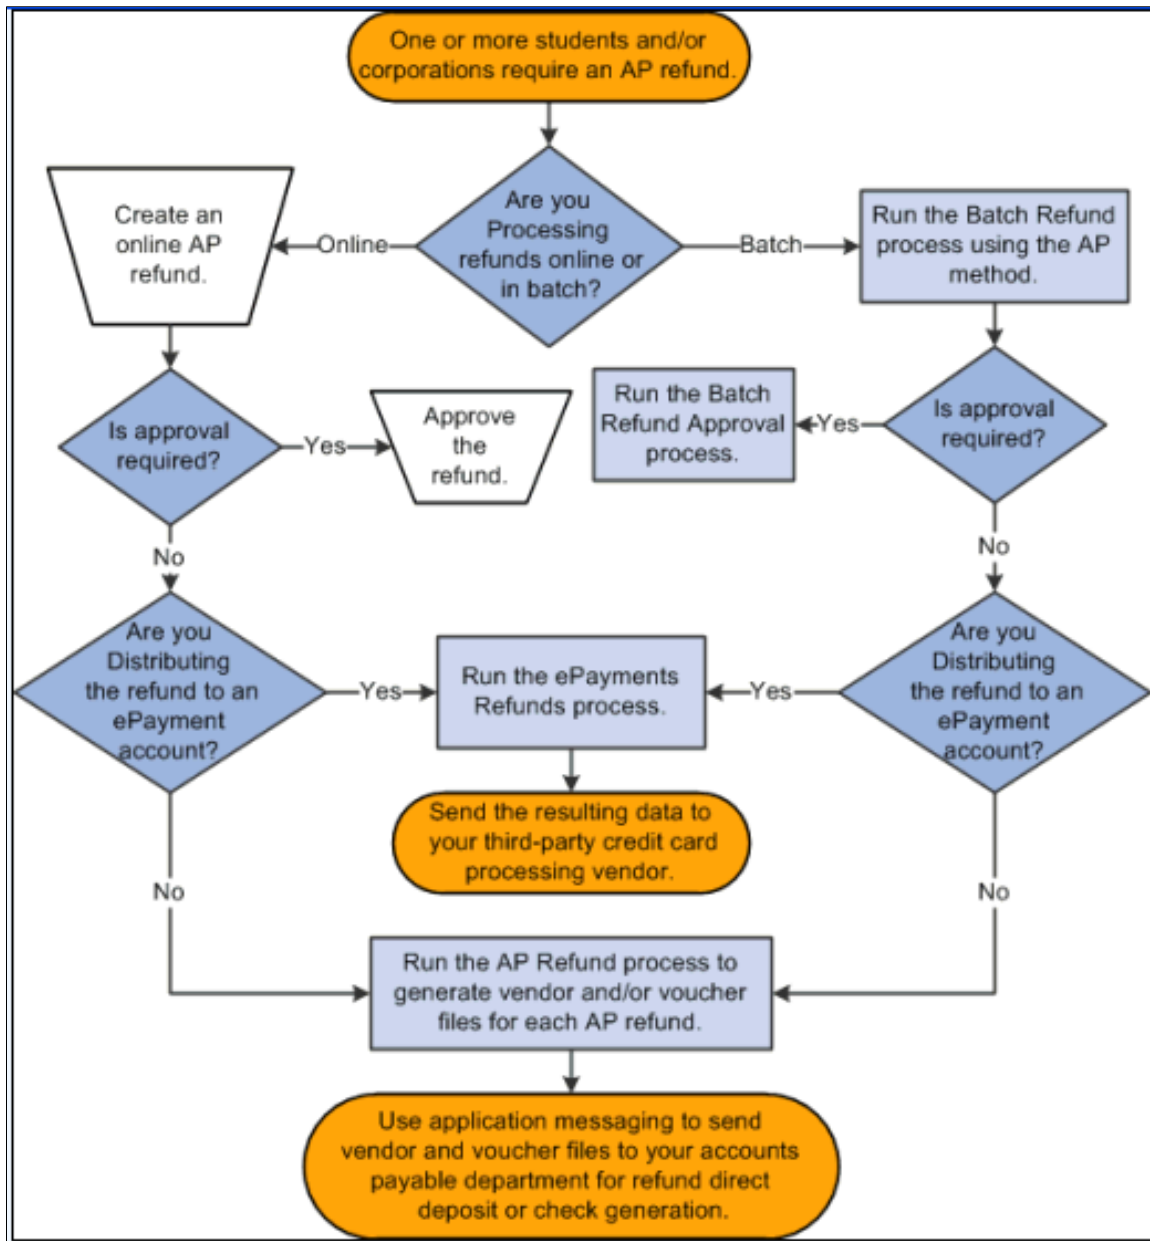 One or more students and/or
corporations require an AP refund.
Are you
Processing
refunds online or
in batch?
Online
Batch
Create an
online AP
refund.
Run the Batch Refund
process using the AP
method.
Is approval
required?
Yes
Approve
the
refund.
Run the Batch
Refund Approval
process.
Yes
Is approval
required?
No
No
Are you
Distributing
the refund to an
ePayment
account?
Yes
Run the ePayments
Refunds process.
Yes
Are you
Distributing
the refund to an
ePayment
account?
Send the resulting data to
your third-party credit card
processing vendor.
No
No
Run the AP Refund process to
generate vendor and/or voucher
files for each AP refund.
Use application messaging to send
vendor and voucher files to your accounts
payable department for refund direct
deposit or check generation.